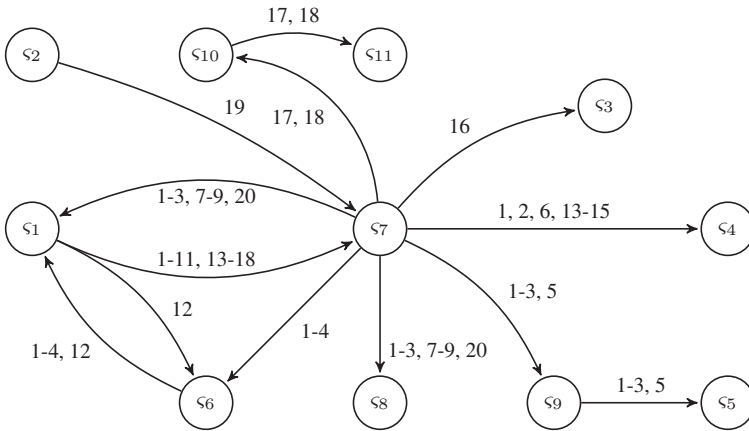 17, 18
ς2
ς10
ς11
19
17, 18
16
ς3
1-3, 7-9, 20
ς1
ς7
1, 2, 6, 13-15
ς4
1-11, 13-18
12
1-3, 5
1-4
1-4, 12
1-3, 7-9, 20
1-3, 5
ς6
ς8
ς9
ς5